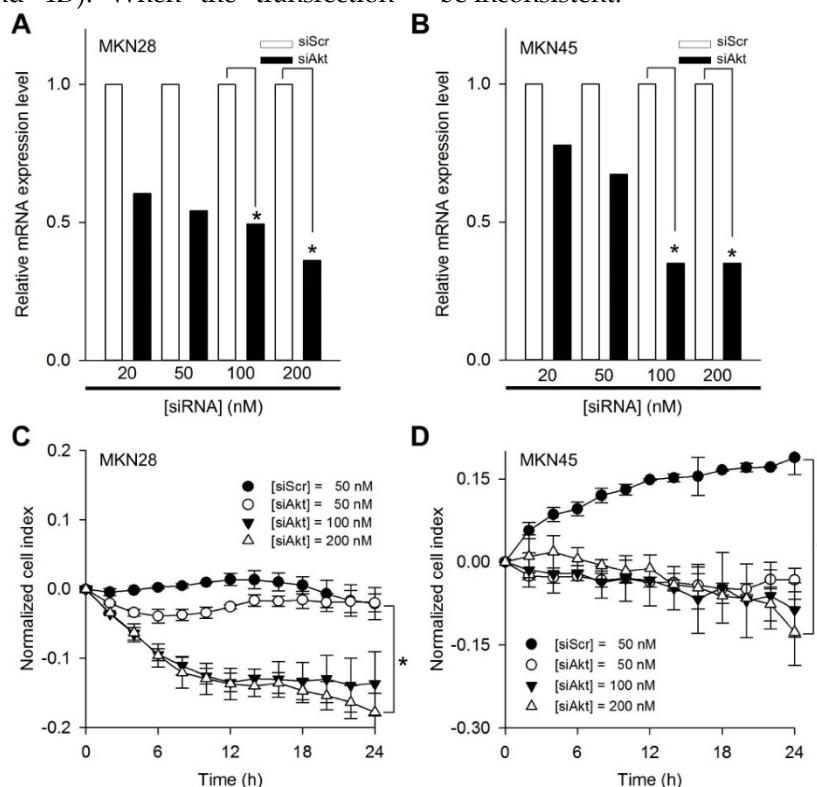 1B). When the transfection be inconsistent.
A
MKN28
siScr
siAkt
Relative mRNA expression level
1.0
0.5
0.0
*
*
20 50 100 200
[siRNA] (nM)
B
MKN45
siScr
siAkt
Relative mRNA expression level
1.0
0.5
0.0
*
*
20 50 100 200
[siRNA] (nM)
C
MKN28
[siScr] = 50 nM
[siAkt] = 50 nM
[siAkt] = 100 nM
[siAkt] = 200 nM
Normalized cell index
0.2
0.1
0.0
-0.1
-0.2
*
0 6 12 18 24
Time (h)
D
MKN45
Normalized cell index
0.15
0.00
-0.15
-0.30
[siScr] = 50 nM
[siAkt] = 50 nM
[siAkt] = 100 nM
[siAkt] = 200 nM
0 6 12 18 24
Time (h)